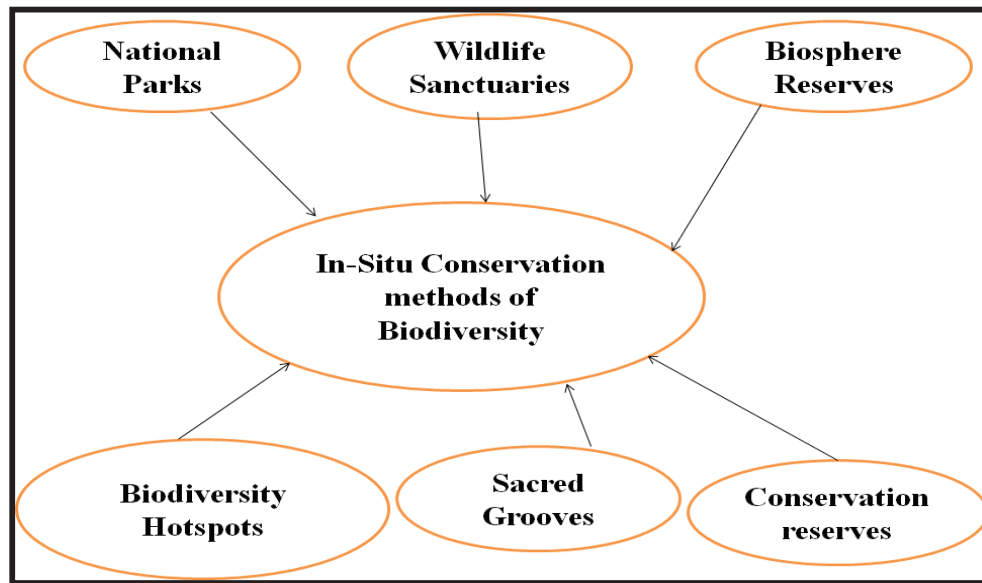 National
Parks
Wildlife
Sanctuaries
Biosphere
Reserves
In-Situ Conservation
methods of
Biodiversity
Biodiversity
Hotspots
Sacred
Grooves
Conservation
reserves